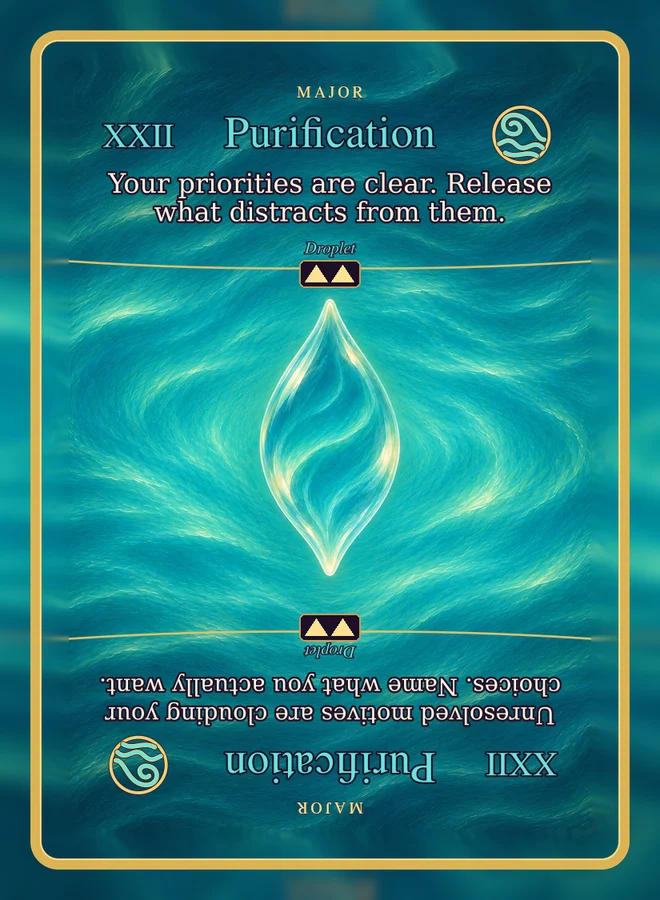 MAJOR
XXII Purification
Your priorities are clear. Release
what distracts from them.
Droplet
Droplet
Unresolved motives are clouding your
choices. Name what you actually want.
XXII Purification
MAJOR